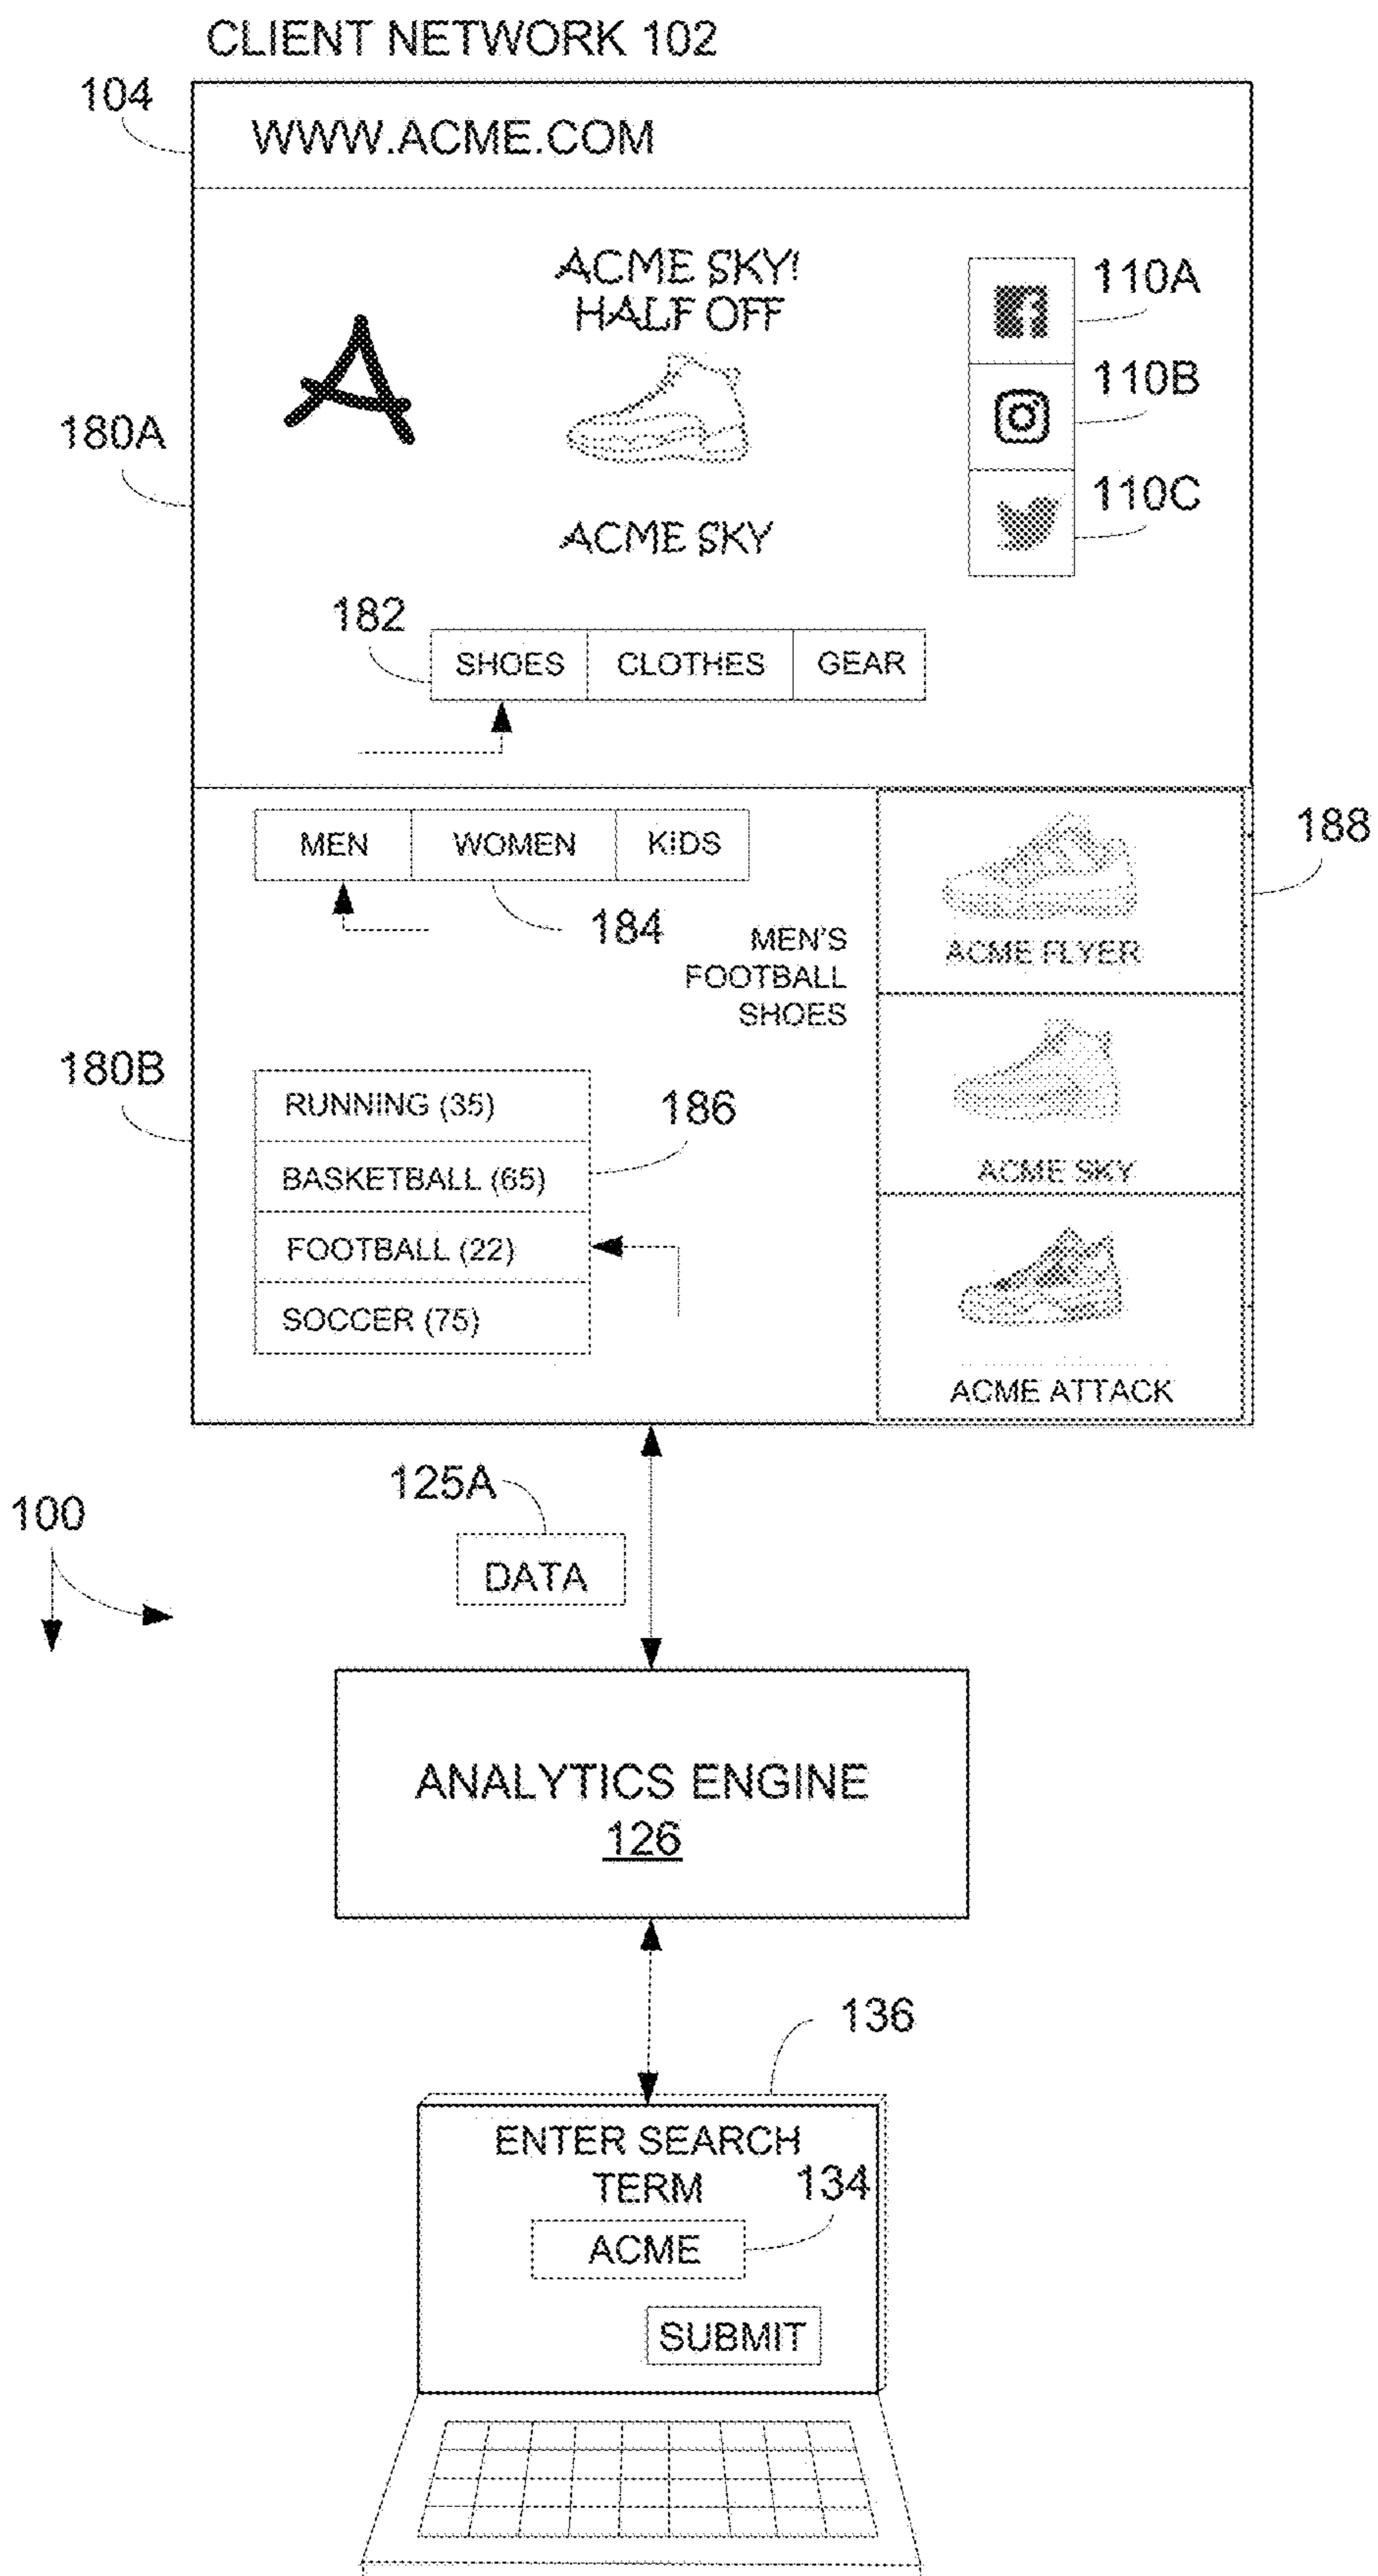 CLIENT NETWORK 102
104
WWW.ACME.COM
ACME SKY!
HALF OFF
110A
110B
180A
110C
ACME SKY
182
SHOES CLOTHES GEAR
MEN WOMEN KIDS
188
184
MEN'S
FOOTBALL
SHOES
ACME FLYER
180B
RUNNING (35)
186
BASKETBALL (65)
ACME SKY
FOOTBALL (22)
SOCCER (75)
ACME ATTACK
125A
100
DATA
ANALYTICS ENGINE
126
136
ENTER SEARCH
TERM
134
ACME
SUBMIT